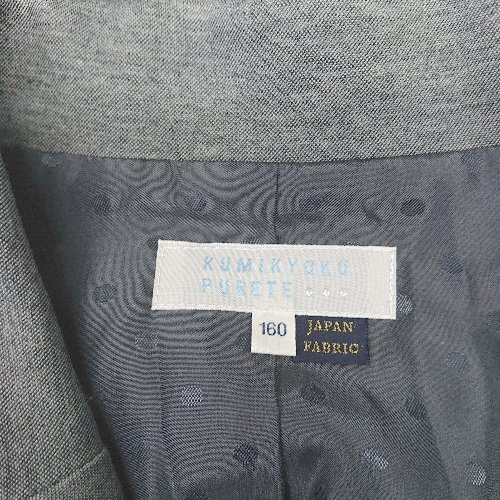 KUMIKYOKU
PURETE...
160
JAPAN
FABRIC